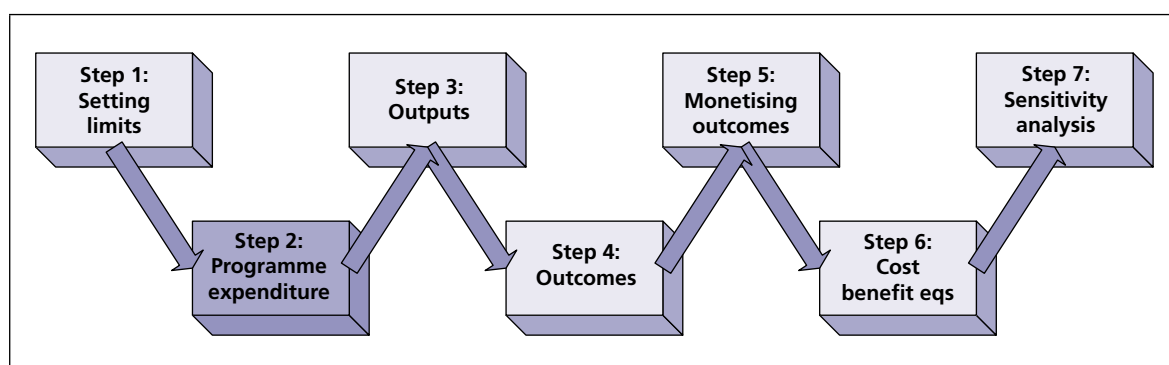 Step 1:
Setting
limits
Step 2:
Programme
expenditure
Step 3:
Outputs
Step 4:
Outcomes
Step 5:
Monetising
outcomes
Step 6:
Cost
benefit eqs
Step 7:
Sensitivity
analysis